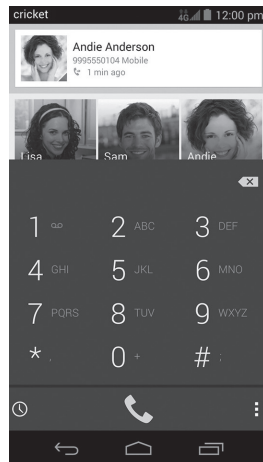 cricket 4G 12:00 pm
Andie Anderson
9995550104 Mobile
1 min ago
Lisa Sam Andie
1 2 ABC 3 DEF
4 GHI 5 JKL 6 MNO
7 PQRS 8 TUV 9 WXYZ
* , 0 + # ;